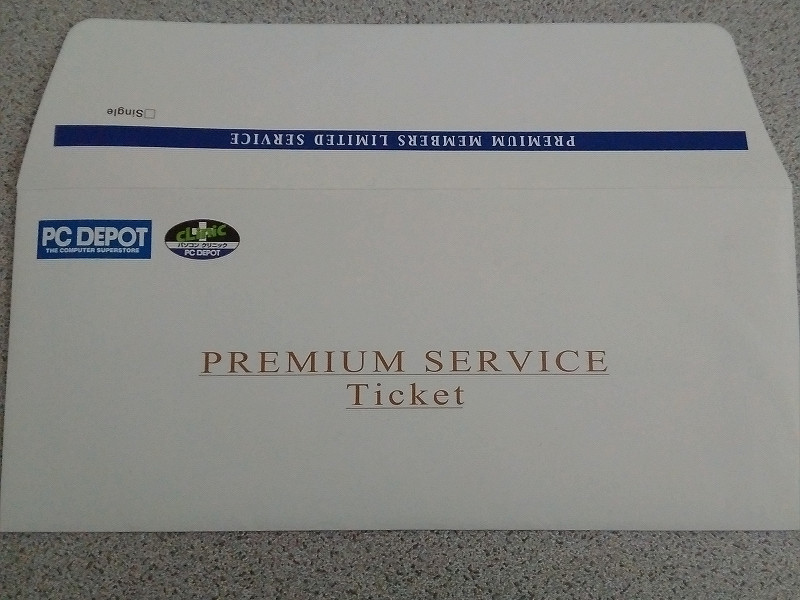 □Single
PREMIUM MEMBERS LIMITED SERVICE
PC DEPOT
THE COMPUTER SUPERSTORE
CLINIC
パソコン クリニック
PC DEPOT
PREMIUM SERVICE
Ticket